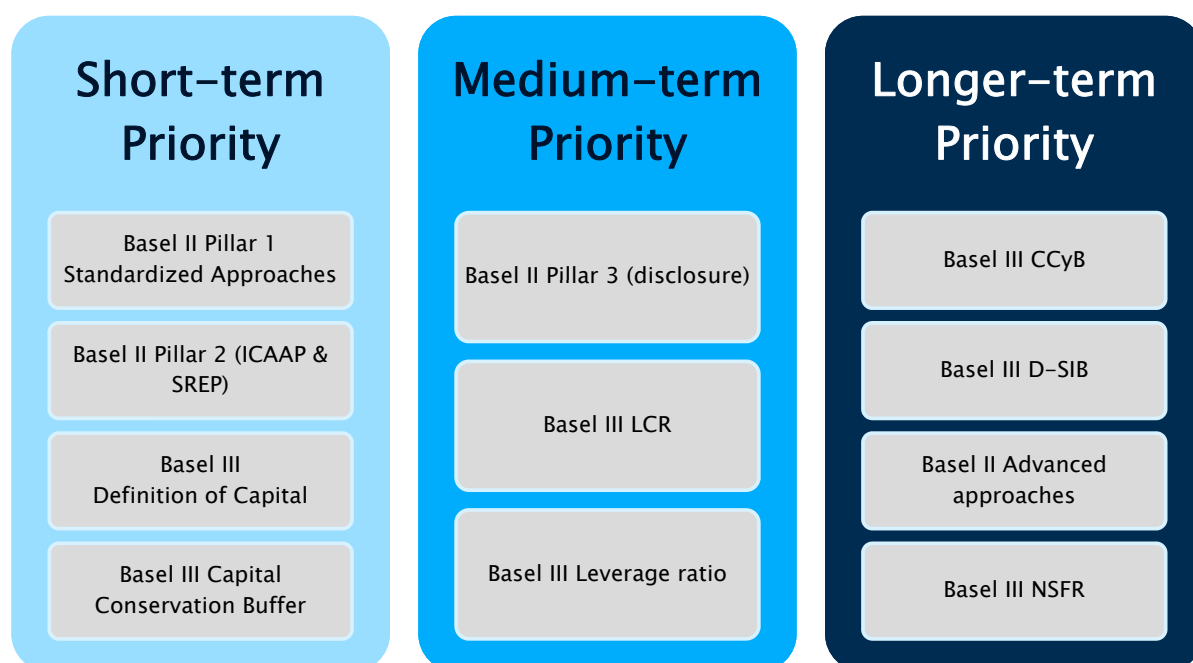 Short-term
Priority
Basel II Pillar 1
Standardized Approaches
Basel II Pillar 2 (ICAAP &
SREP)
Basel III
Definition of Capital
Basel III Capital
Conservation Buffer
Medium-term
Priority
Basel II Pillar 3 (disclosure)
Basel III LCR
Basel III Leverage ratio
Longer-term
Priority
Basel III CCyB
Basel III D-SIB
Basel II Advanced
approaches
Basel III NSFR